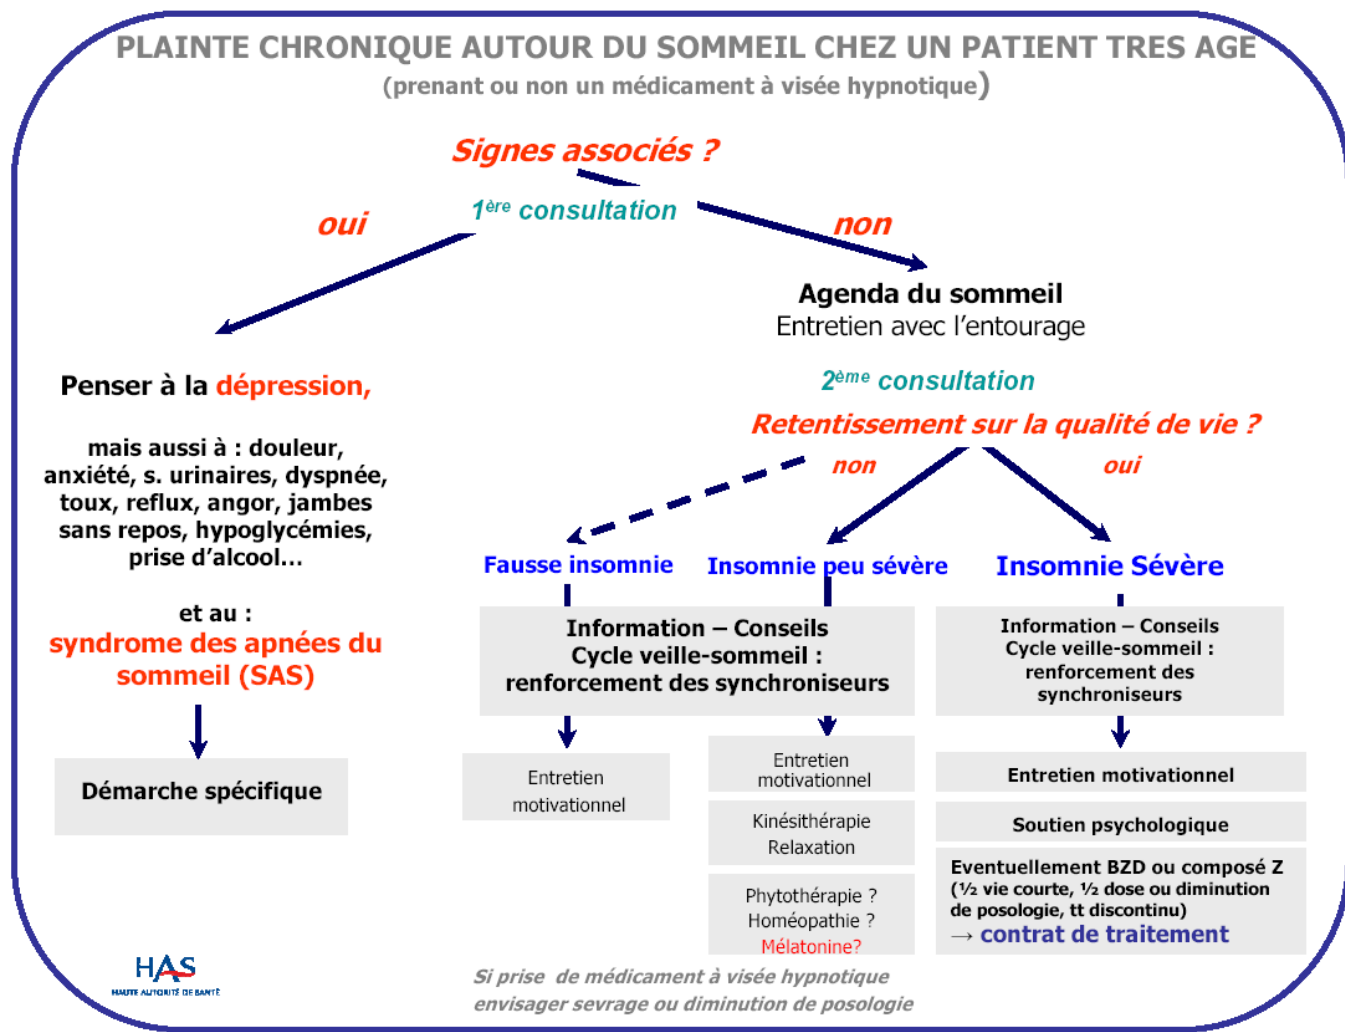 PLAINTE CHRONIQUE AUTOUR DU SOMMEIL CHEZ UN PATIENT TRES AGE
(prenant ou non un médicament à visée hypnotique)
Signes associés ?
1ère consultation
oui
non
Agenda du sommeil
Entretien avec l'entourage
Penser à la dépression,
mais aussi à : douleur,
anxiété, s. urinaires, dyspnée,
toux, reflux, angor, jambes
sans repos, hypoglycémies,
prise d'alcool...
et au :
syndrome des apnées du
sommeil (SAS)
Démarche spécifique
2ème consultation
Retentissement sur la qualité de vie ?
non
oui
Fausse insomnie
Insomnie peu sévère
Insomnie Sévère
Information – Conseils
Cycle veille-sommeil :
renforcement des synchroniseurs
Information – Conseils
Cycle veille-sommeil :
renforcement des
synchroniseurs
Entretien
motivationnel
Entretien
motivationnel
Kinésithérapie
Relaxation
Phytothérapie ?
Homéopathie ?
Mélatonine?
Entretien motivationnel
Soutien psychologique
Eventuellement BZD ou composé Z
(½ vie courte, ½ dose ou diminution
de posologie, tt discontinu)
→ contrat de traitement
HAS
HAUTE AUTORITÉ DE SANTÉ
Si prise de médicament à visée hypnotique
envisager sevrage ou diminution de posologie